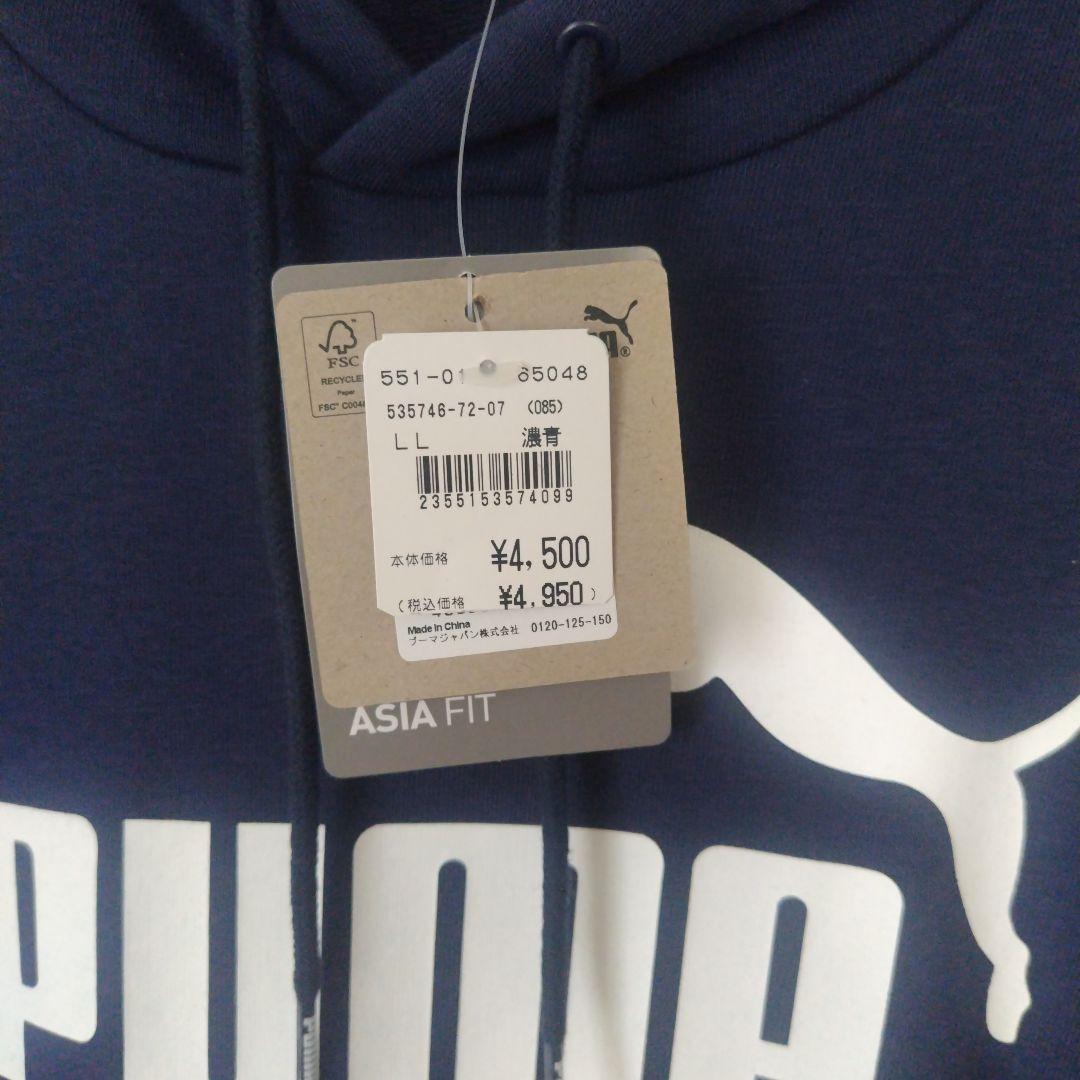 FSC
RECYCLED
Paper
551-01 65048
535746-72-07 (085)
LL 濃青
2355153574099
本体価格 ¥4,500
(税込価格 ¥4,950)
Made in China
プーマジャパン株式会社 0120-125-150
ASIA FIT
PUMA